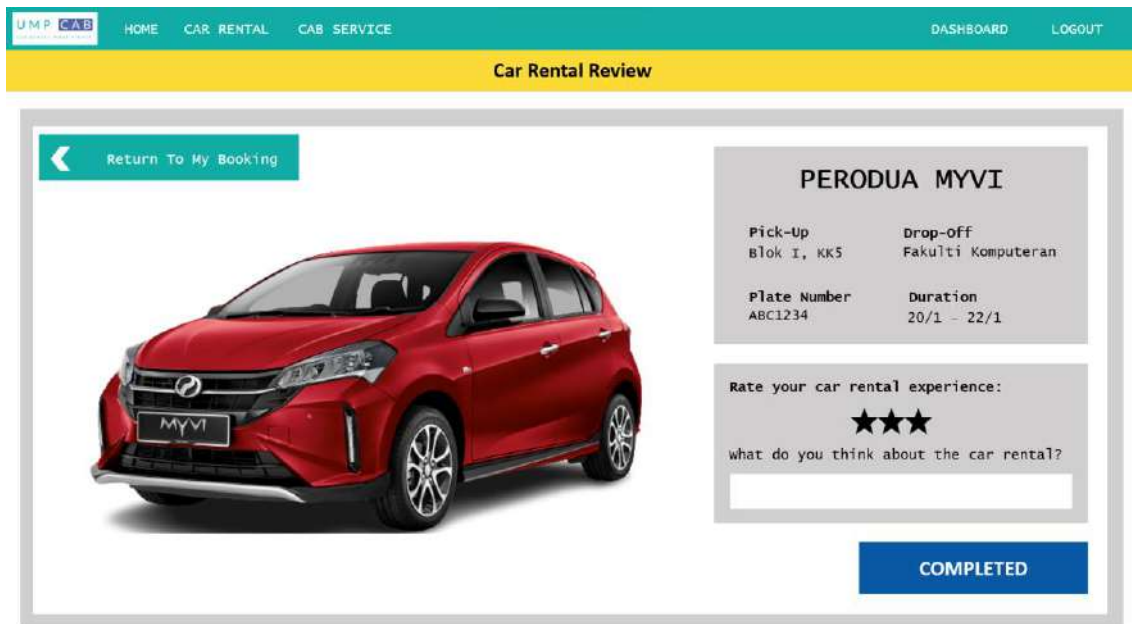 UMP CAB
HOME CAR RENTAL CAB SERVICE DASHBOARD LOGOUT
Car Rental Review
Return To My Booking
PERODUA MYVI
Pick-Up Drop-Off
Blok I, KK5 Fakulti Komputeran
Plate Number Duration
ABC1234 20/1 - 22/1
MYVI
Rate your car rental experience:
what do you think about the car rental?
COMPLETED